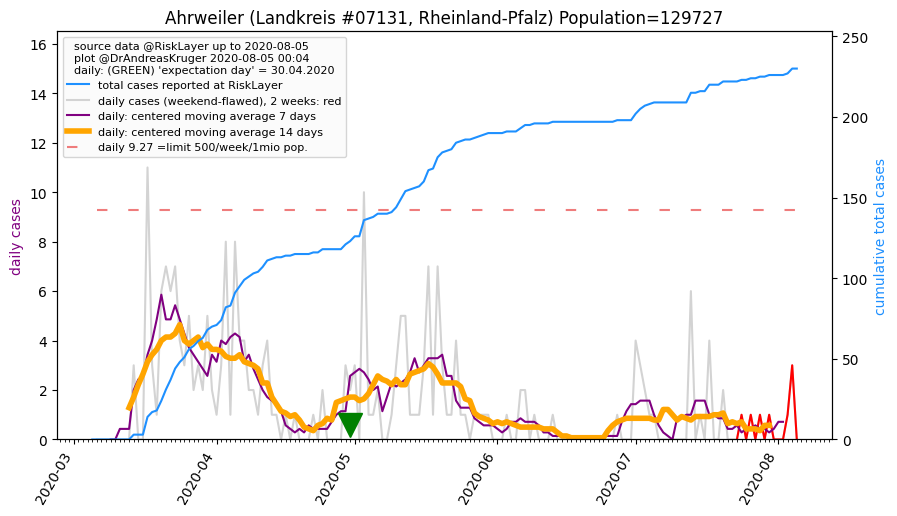 Ahrweiler (Landkreis #07131, Rheinland-Pfalz) Population=129727
source data @RiskLayer up to 2020-08-05
plot @DrAndreasKruger 2020-08-05 00:04
daily: (GREEN) 'expectation day' = 30.04.2020
total cases reported at RiskLayer
daily cases (weekend-flawed), 2 weeks: red
daily: centered moving average 7 days
daily: centered moving average 14 days
daily 9.27 =limit 500/week/1mio pop.
daily cases
16
14
12
10
8
6
4
2
0
cumulative total cases
250
200
150
100
50
0
2020-03
2020-04
2020-05
2020-06
2020-07
2020-08